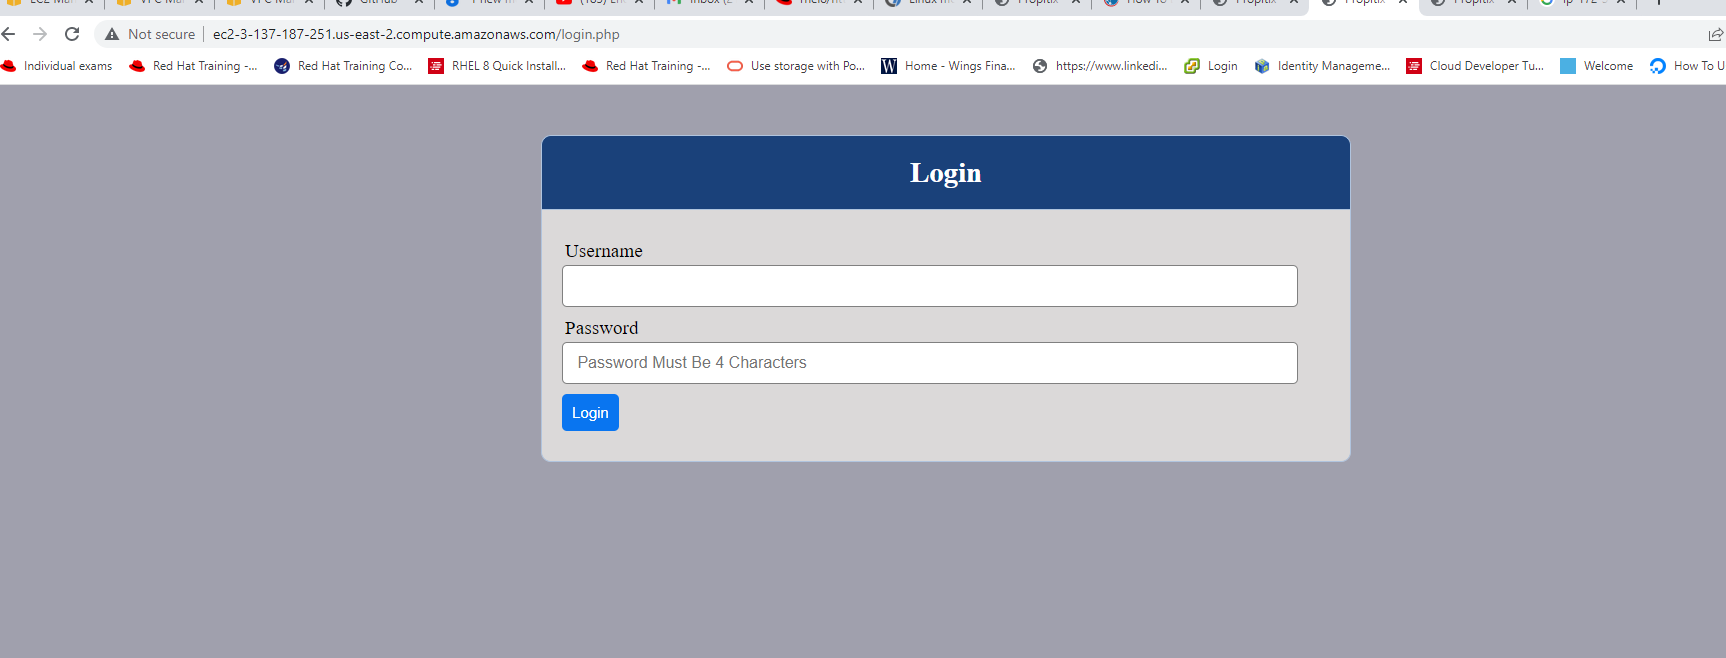 Not secure ec2-3-137-187-251.us-east-2.compute.amazonaws.com/login.php
Individual exams Red Hat Training -... Red Hat Training Co... RHEL 8 Quick Install... Red Hat Training -... Use storage with Po... Home - Wings Fina... https://www.linkedi... Login Identity Manageme... Cloud Developer Tu... Welcome How To U
Login
Username
Password
Password Must Be 4 Characters
Login